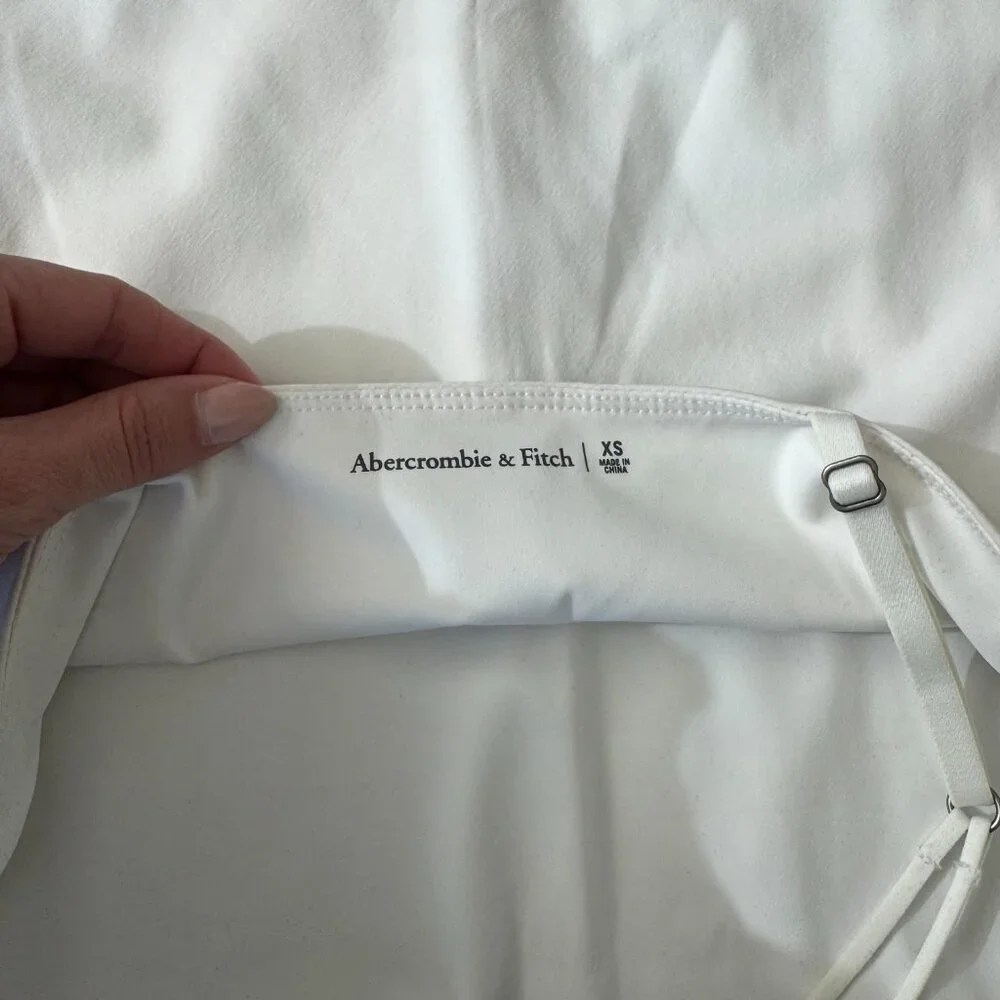 Abercrombie & Fitch | XS
MADE IN
CHINA